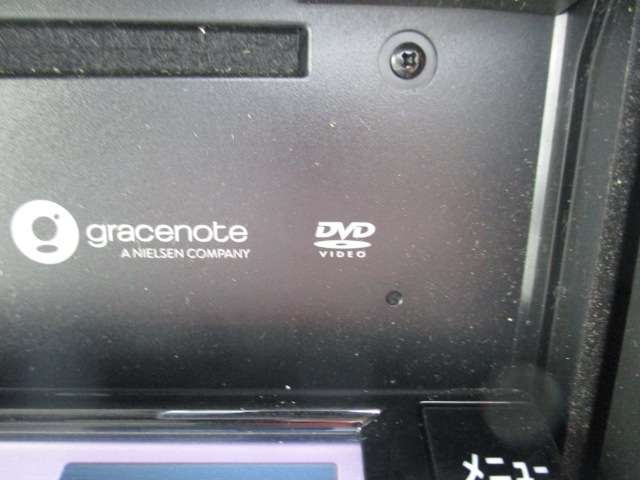 gracenote
A NIELSEN COMPANY
DVD
VIDEO
メニュー